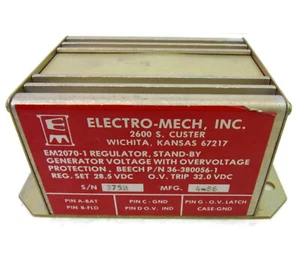 ELECTRO-MECH, INC.
2600 S. CUSTER
WICHITA, KANSAS 67217
EM2070-1 REGULATOR, STAND-BY
GENERATOR VOLTAGE WITH OVERVOLTAGE
PROTECTION, BEECH P/N 36-380056-1
REG. SET 28.5 VDC O.V. TRIP 32.0 VDC
S/N MFG. 4-86
PIN A-BAT PIN C-GND PIN G-O.V. LATCH
PIN B-FLD PIN D O.V. IND CASE-GND